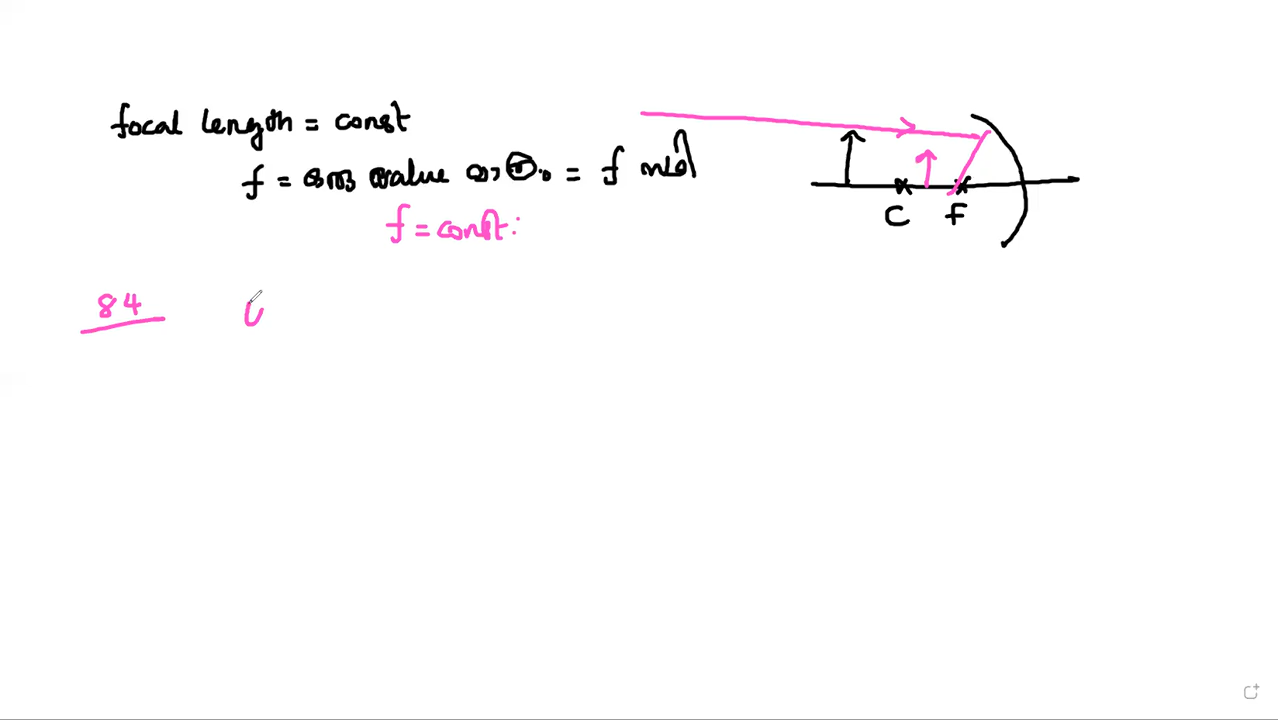 focal length = const
f = value = f
f = const:
C F
84